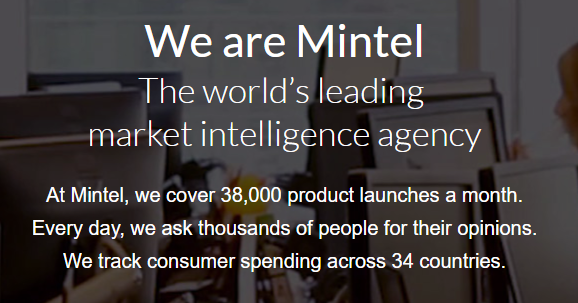 We are Mintel
The world’s leading
market intelligence agency
At Mintel, we cover 38,000 product launches a month.
Every day, we ask thousands of people for their opinions.
We track consumer spending across 34 countries.